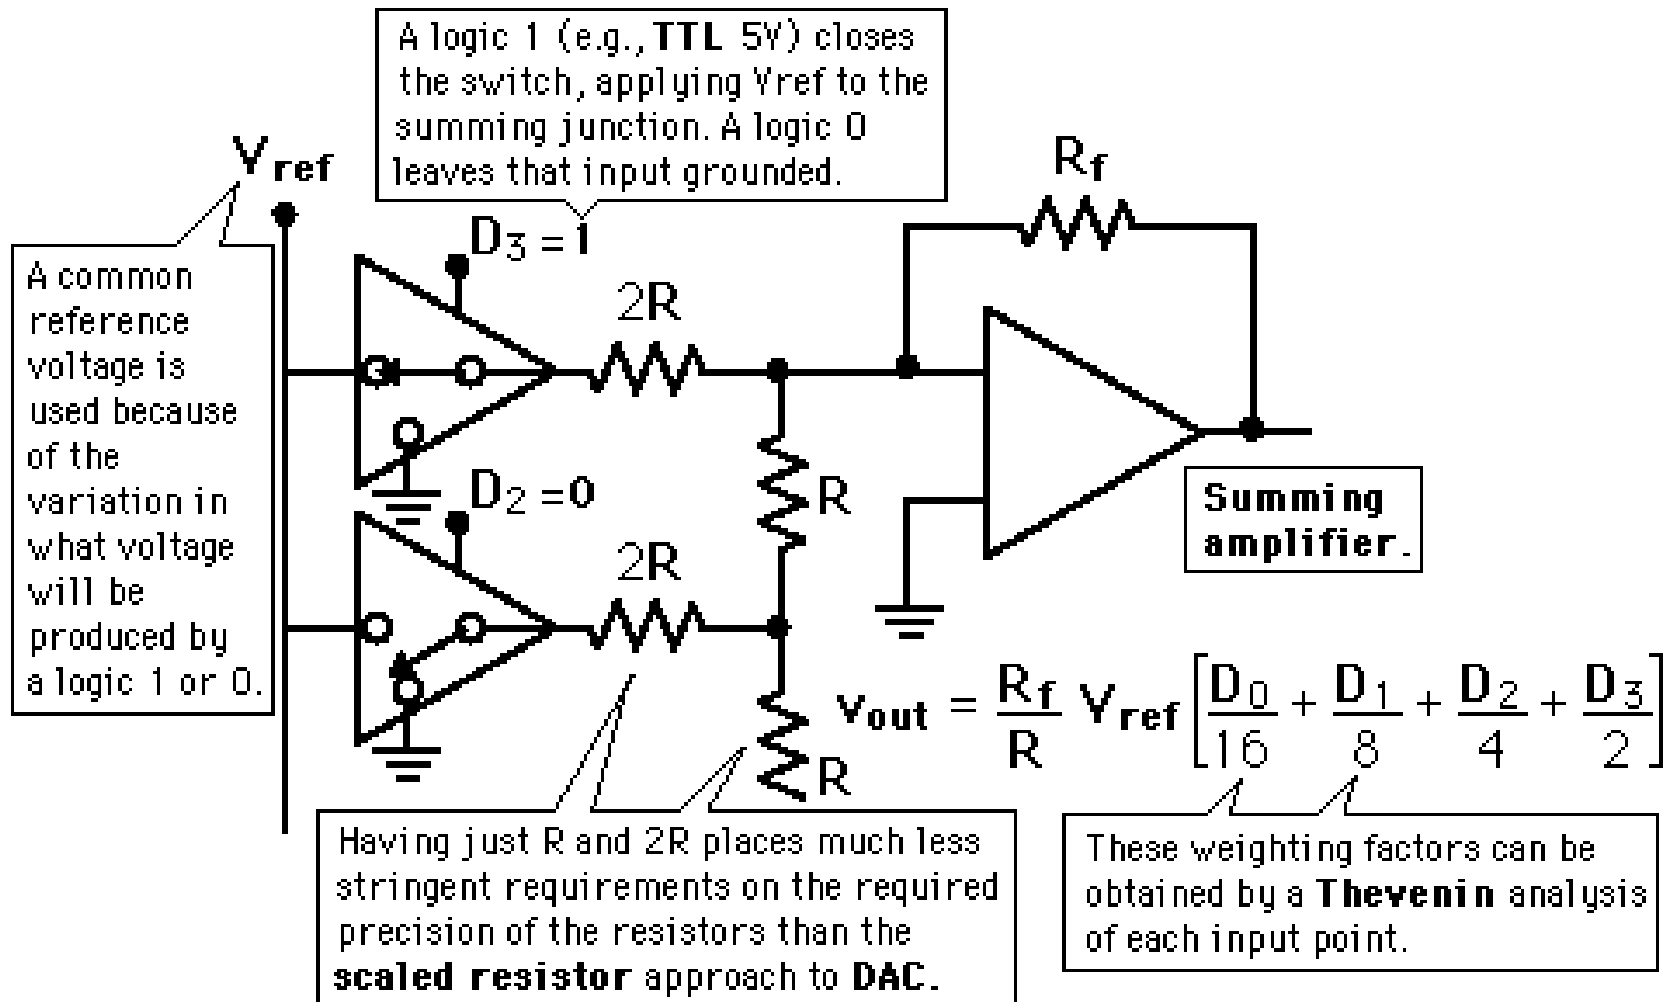 A logic 1 (e.g., TTL 5V) closes
the switch, applying Vref to the
summing junction. A logic 0
leaves that input grounded.
Vref
Rf
D3 = 1
A common
reference
voltage is
used because
of the
variation in
what voltage
will be
produced by
a logic 1 or 0.
2R
D2 = 0
R
Summing
amplifier.
2R
R
vout = Rf/R Vref [D0/16 + D1/8 + D2/4 + D3/2]
Having just R and 2R places much less
stringent requirements on the required
precision of the resistors than the
scaled resistor approach to DAC.
These weighting factors can be
obtained by a Thevenin analysis
of each input point.